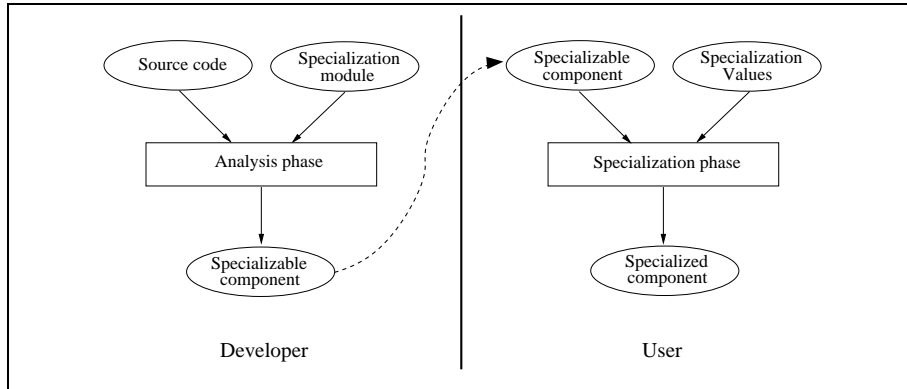 Source code
Specialization
module
Analysis phase
Specializable
component
Developer
Specializable
component
Specialization
Values
Specialization phase
Specialized
component
User